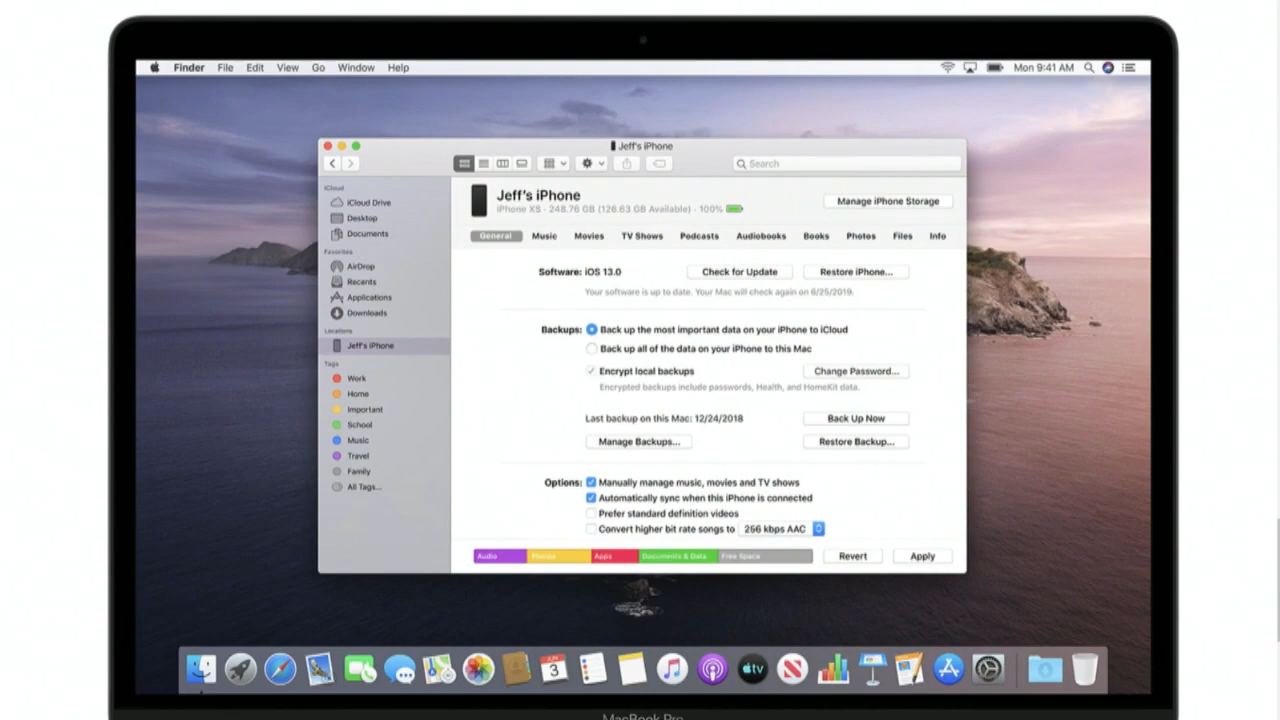 Finder File Edit View Go Window Help Mon 9:41 AM
Jeff's iPhone
Search
iCloud
iCloud Drive
Desktop
Documents
Favorites
AirDrop
Recents
Applications
Downloads
Locations
Jeff's iPhone
Tags
Work
Home
Important
School
Music
Travel
Family
All Tags...
Jeff's iPhone
iPhone XS - 248.76 GB (126.63 GB Available) - 100%
Manage iPhone Storage
General Music Movies TV Shows Podcasts Audiobooks Books Photos Files Info
Software: iOS 13.0 Check for Update Restore iPhone...
Your software is up to date. Your Mac will check again on 6/25/2019.
Backups: Back up the most important data on your iPhone to iCloud
Back up all of the data on your iPhone to this Mac
Encrypt local backups Change Password...
Encrypted backups include passwords, Health, and HomeKit data.
Last backup on this Mac: 12/24/2018 Back Up Now
Manage Backups... Restore Backup...
Options: Manually manage music, movies and TV shows
Automatically sync when this iPhone is connected
Prefer standard definition videos
Convert higher bit rate songs to 256 kbps AAC
Audio Photos Apps Documents & Data Free Space Revert Apply
3
tv
MacBook Pro